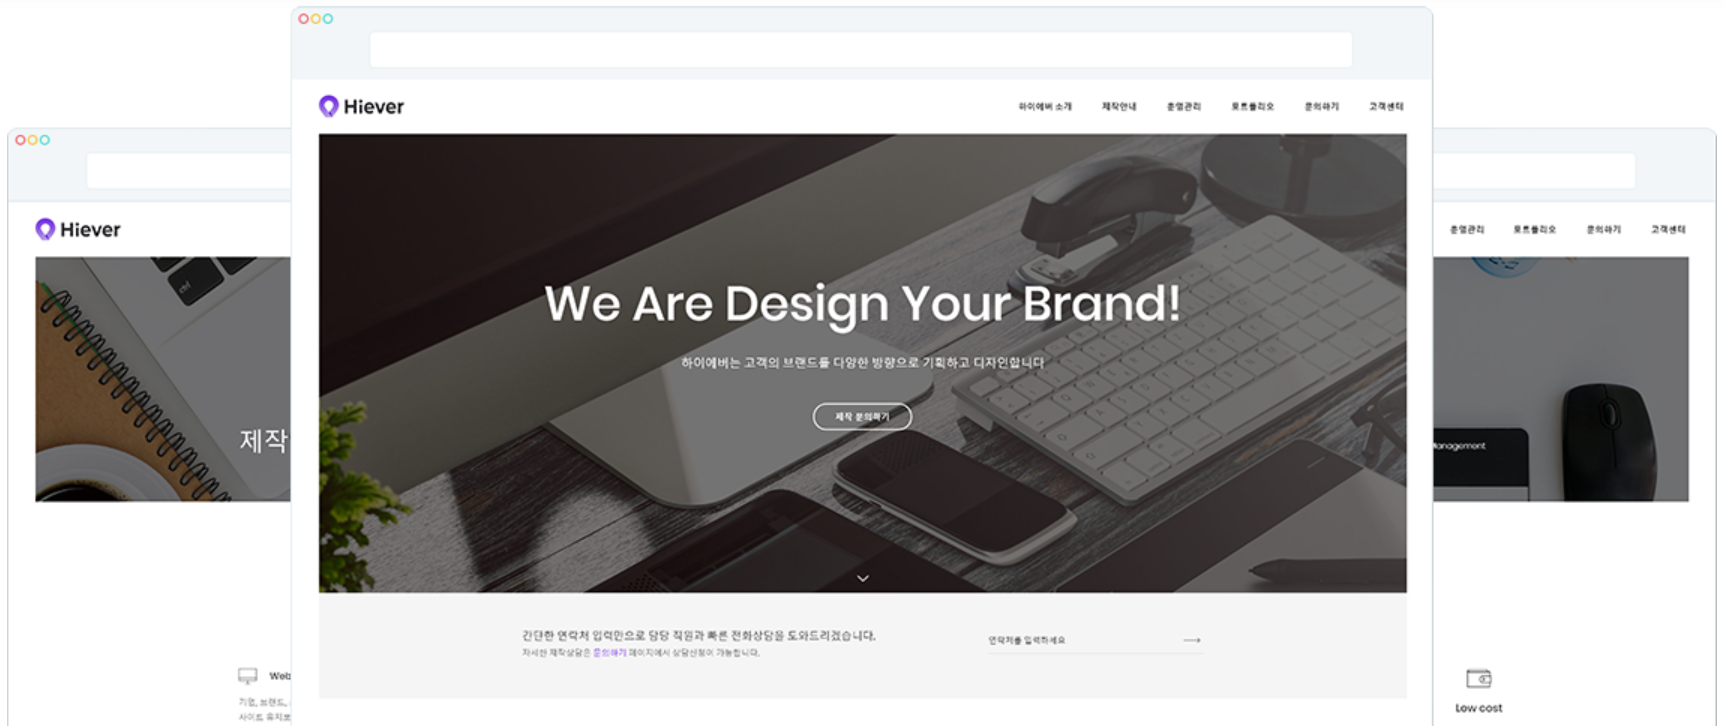 Hiever
하이에버 소개 제작안내 운영관리 포트폴리오 문의하기 고객센터
We Are Design Your Brand!
하이에버는 고객의 브랜드를 다양한 방향으로 기획하고 디자인합니다
제작 문의하기
간단한 연락처 입력만으로 담당 직원과 빠른 전화상담을 도와드리겠습니다.
자세한 제작상담은 문의하기 페이지에서 상담신청이 가능합니다.
연락처를 입력하세요
Hiever
ctrl
제작
Web
기업, 브랜드,
사이트 유지보
운영관리 포트폴리오 문의하기 고객센터
Management
Low cost